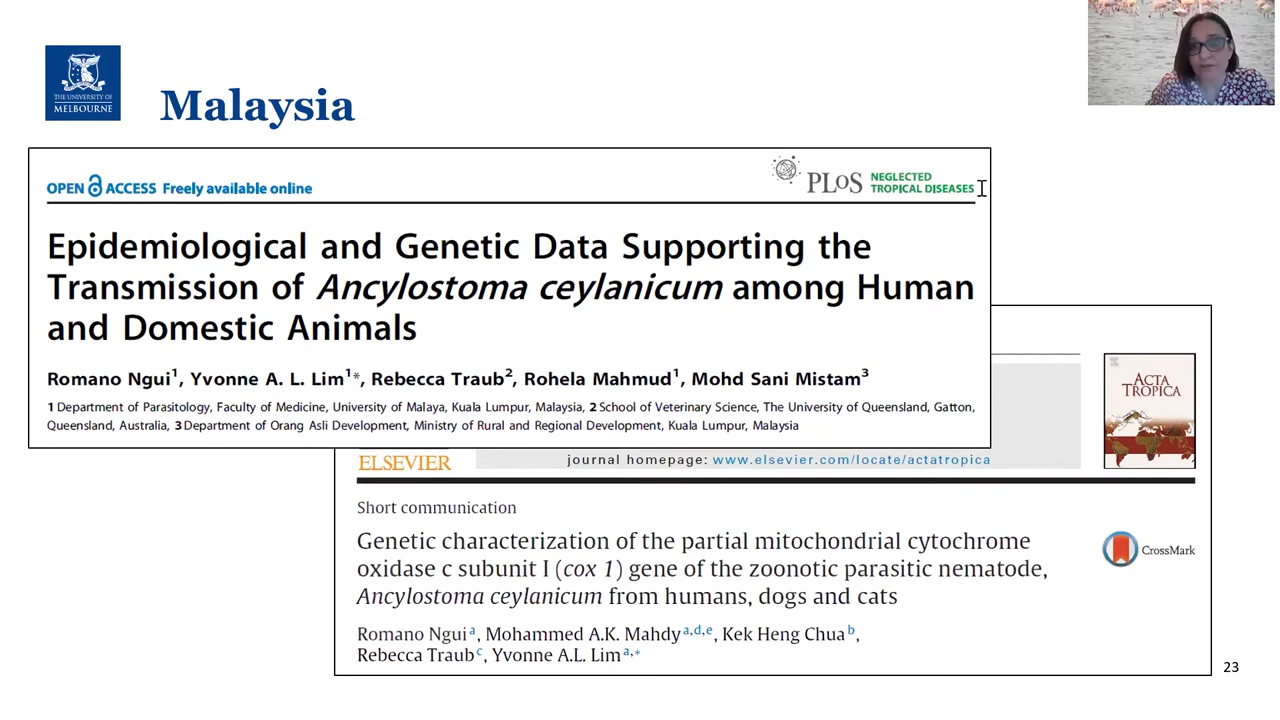 THE UNIVERSITY OF
MELBOURNE
Malaysia
OPEN ACCESS Freely available online
PLoS NEGLECTED
TROPICAL DISEASES
Epidemiological and Genetic Data Supporting the
Transmission of Ancylostoma ceylanicum among Human
and Domestic Animals
Romano Ngui1, Yvonne A. L. Lim1*, Rebecca Traub2, Rohela Mahmud1, Mohd Sani Mistam3
1 Department of Parasitology, Faculty of Medicine, University of Malaya, Kuala Lumpur, Malaysia, 2 School of Veterinary Science, The University of Queensland, Gatton,
Queensland, Australia, 3 Department of Orang Asli Development, Ministry of Rural and Regional Development, Kuala Lumpur, Malaysia
ACTA
TROPICA
ELSEVIER
journal homepage: www.elsevier.com/locate/actatropica
Short communication
Genetic characterization of the partial mitochondrial cytochrome
oxidase c subunit I (cox 1) gene of the zoonotic parasitic nematode,
Ancylostoma ceylanicum from humans, dogs and cats
CrossMark
Romano Ngui a, Mohammed A.K. Mahdy a,d,e, Kek Heng Chua b,
Rebecca Traub c, Yvonne A.L. Lim a,*
23